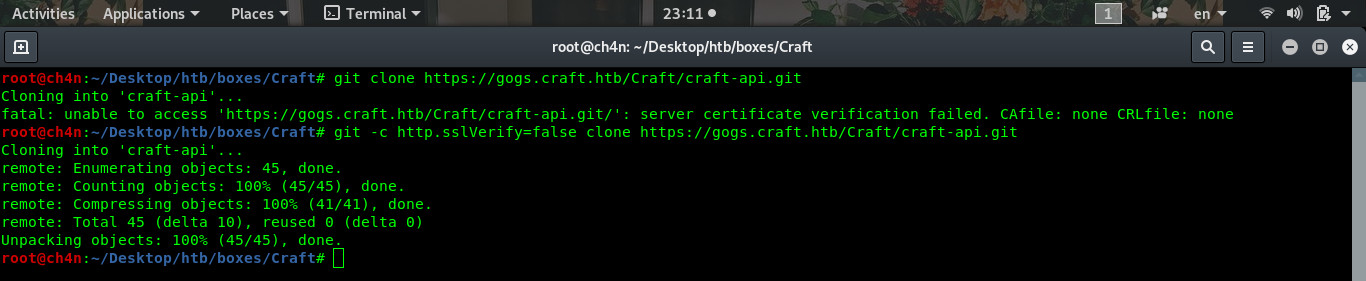 Activities Applications Places Terminal 23:11 1 en
root@ch4n: ~/Desktop/htb/boxes/Craft
root@ch4n:~/Desktop/htb/boxes/Craft# git clone https://gogs.craft.htb/Craft/craft-api.git
Cloning into 'craft-api'...
fatal: unable to access 'https://gogs.craft.htb/Craft/craft-api.git/': server certificate verification failed. CAfile: none CRLfile: none
root@ch4n:~/Desktop/htb/boxes/Craft# git -c http.sslVerify=false clone https://gogs.craft.htb/Craft/craft-api.git
Cloning into 'craft-api'...
remote: Enumerating objects: 45, done.
remote: Counting objects: 100% (45/45), done.
remote: Compressing objects: 100% (41/41), done.
remote: Total 45 (delta 10), reused 0 (delta 0)
Unpacking objects: 100% (45/45), done.
root@ch4n:~/Desktop/htb/boxes/Craft#